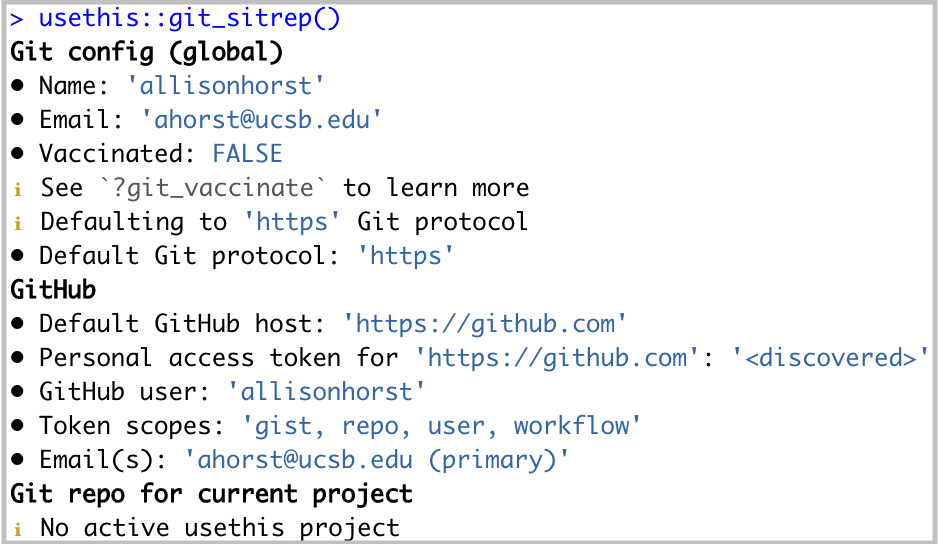 > usethis::git_sitrep()
Git config (global)
● Name: 'allisonhorst'
● Email: 'ahorst@ucsb.edu'
● Vaccinated: FALSE
ℹ See `?git_vaccinate` to learn more
ℹ Defaulting to 'https' Git protocol
● Default Git protocol: 'https'
GitHub
● Default GitHub host: 'https://github.com'
● Personal access token for 'https://github.com': '<discovered>'
● GitHub user: 'allisonhorst'
● Token scopes: 'gist, repo, user, workflow'
● Email(s): 'ahorst@ucsb.edu (primary)'
Git repo for current project
ℹ No active usethis project